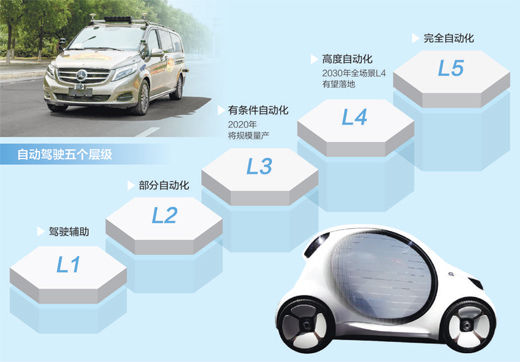 完全自动化
L5
高度自动化
2030年全场景L4
有望落地
L4
有条件自动化
2020年
将规模量产
L3
自动驾驶五个层级
部分自动化
L2
驾驶辅助
L1